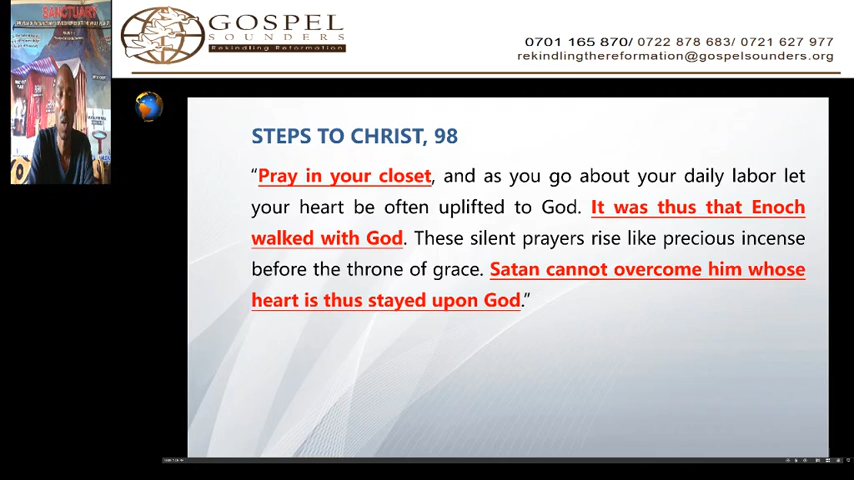 SANCTUARY
GOSPEL
SOUNDERS
Rekindling Reformation
0701 165 870/ 0722 878 683/ 0721 627 977
rekindlingthereformation@gospelsounders.org
STEPS TO CHRIST, 98
“Pray in your closet, and as you go about your daily labor let
your heart be often uplifted to God. It was thus that Enoch
walked with God. These silent prayers rise like precious incense
before the throne of grace. Satan cannot overcome him whose
heart is thus stayed upon God.”